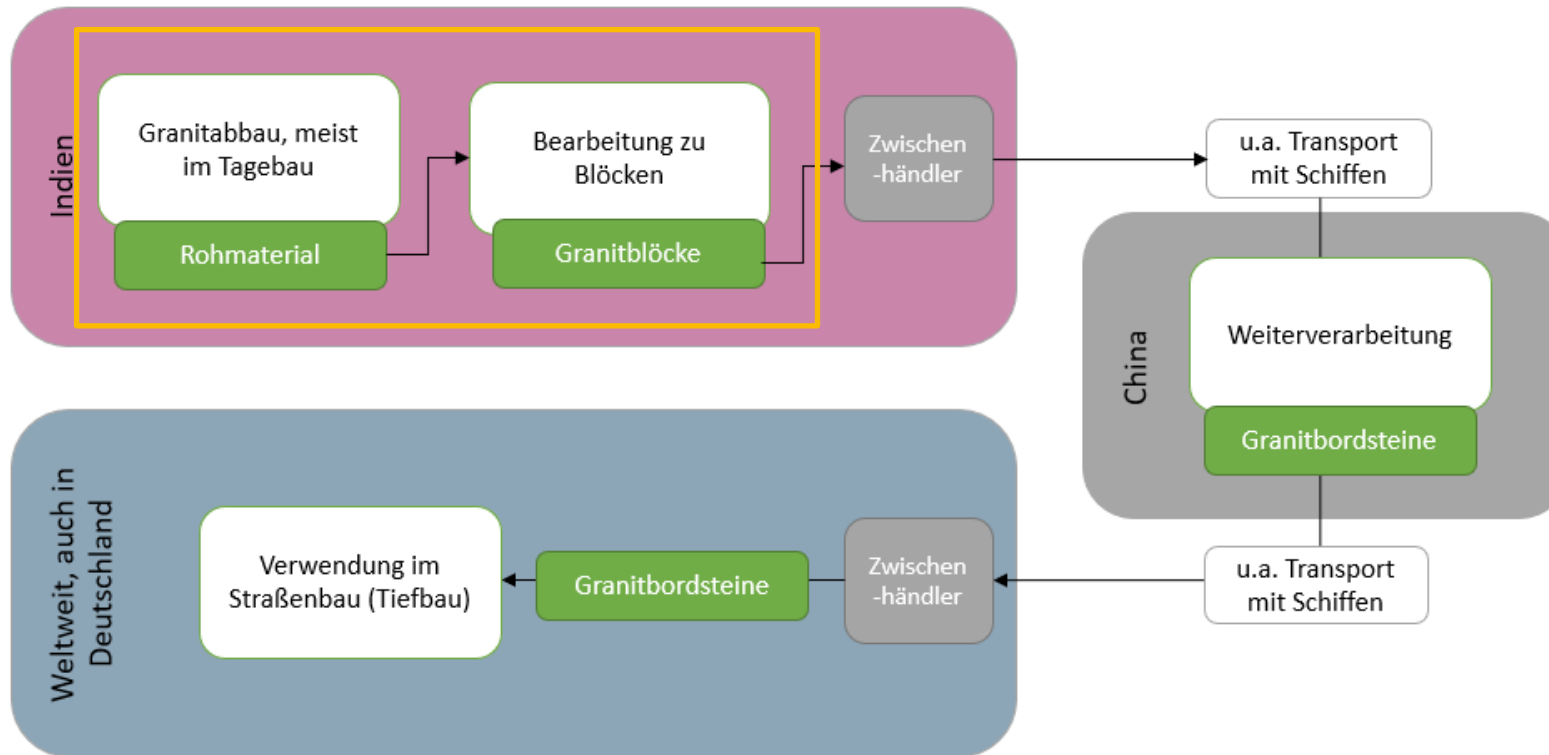 Indien
Granitabbau, meist
im Tagebau
Rohmaterial
Bearbeitung zu
Blöcken
Granitblöcke
Zwischen
-händler
u.a. Transport
mit Schiffen
China
Weiterverarbeitung
Granitbordsteine
u.a. Transport
mit Schiffen
Zwischen
-händler
Granitbordsteine
Verwendung im
Straßenbau (Tiefbau)
Weltweit, auch in
Deutschland